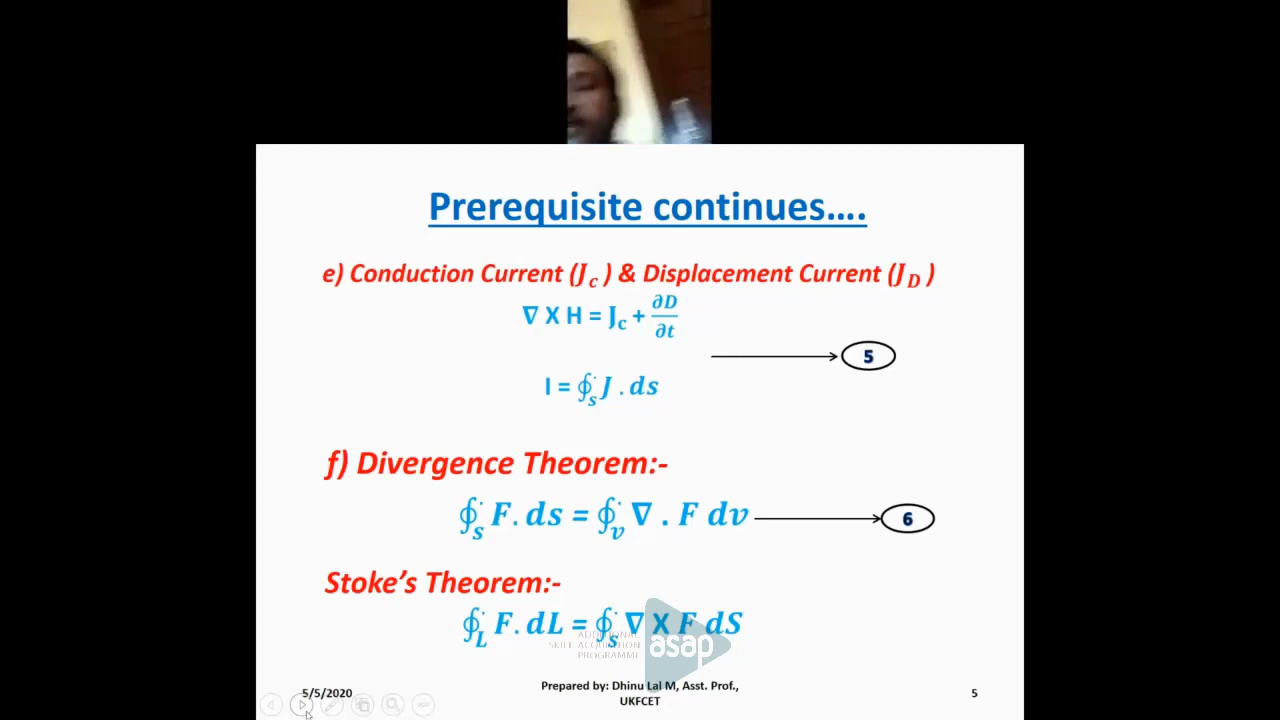 Prerequisite continues….
e) Conduction Current (J_c ) & Displacement Current (J_D )
∇ X H = J_c + ∂D/∂t
5
I = ∮_s J . ds
f) Divergence Theorem:-
∮_s F. ds = ∮_v ∇ . F dv
6
Stoke’s Theorem:-
∮_L F. dL = ∮_s ∇ X F dS
ADDITIONAL
SKILL ACQUISITION
PROGRAMME
asap
5/5/2020
Prepared by: Dhinu Lal M, Asst. Prof.,
UKFCET
5